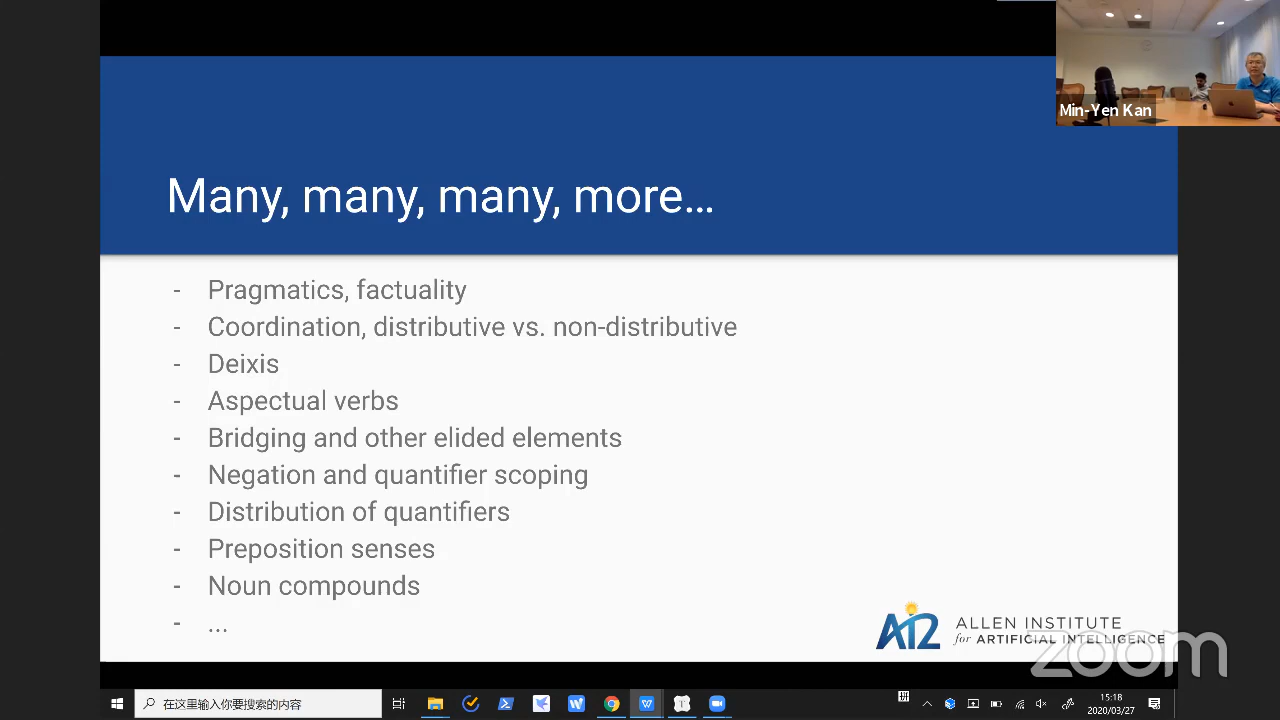 Min-Yen Kan
Many, many, many, more…
- Pragmatics, factuality
- Coordination, distributive vs. non-distributive
- Deixis
- Aspectual verbs
- Bridging and other elided elements
- Negation and quantifier scoping
- Distribution of quantifiers
- Preposition senses
- Noun compounds
- ...
AI2 ALLEN INSTITUTE
for ARTIFICIAL INTELLIGENCE
zoom
在这里输入你要搜索的内容
拼
15:18
2020/03/27